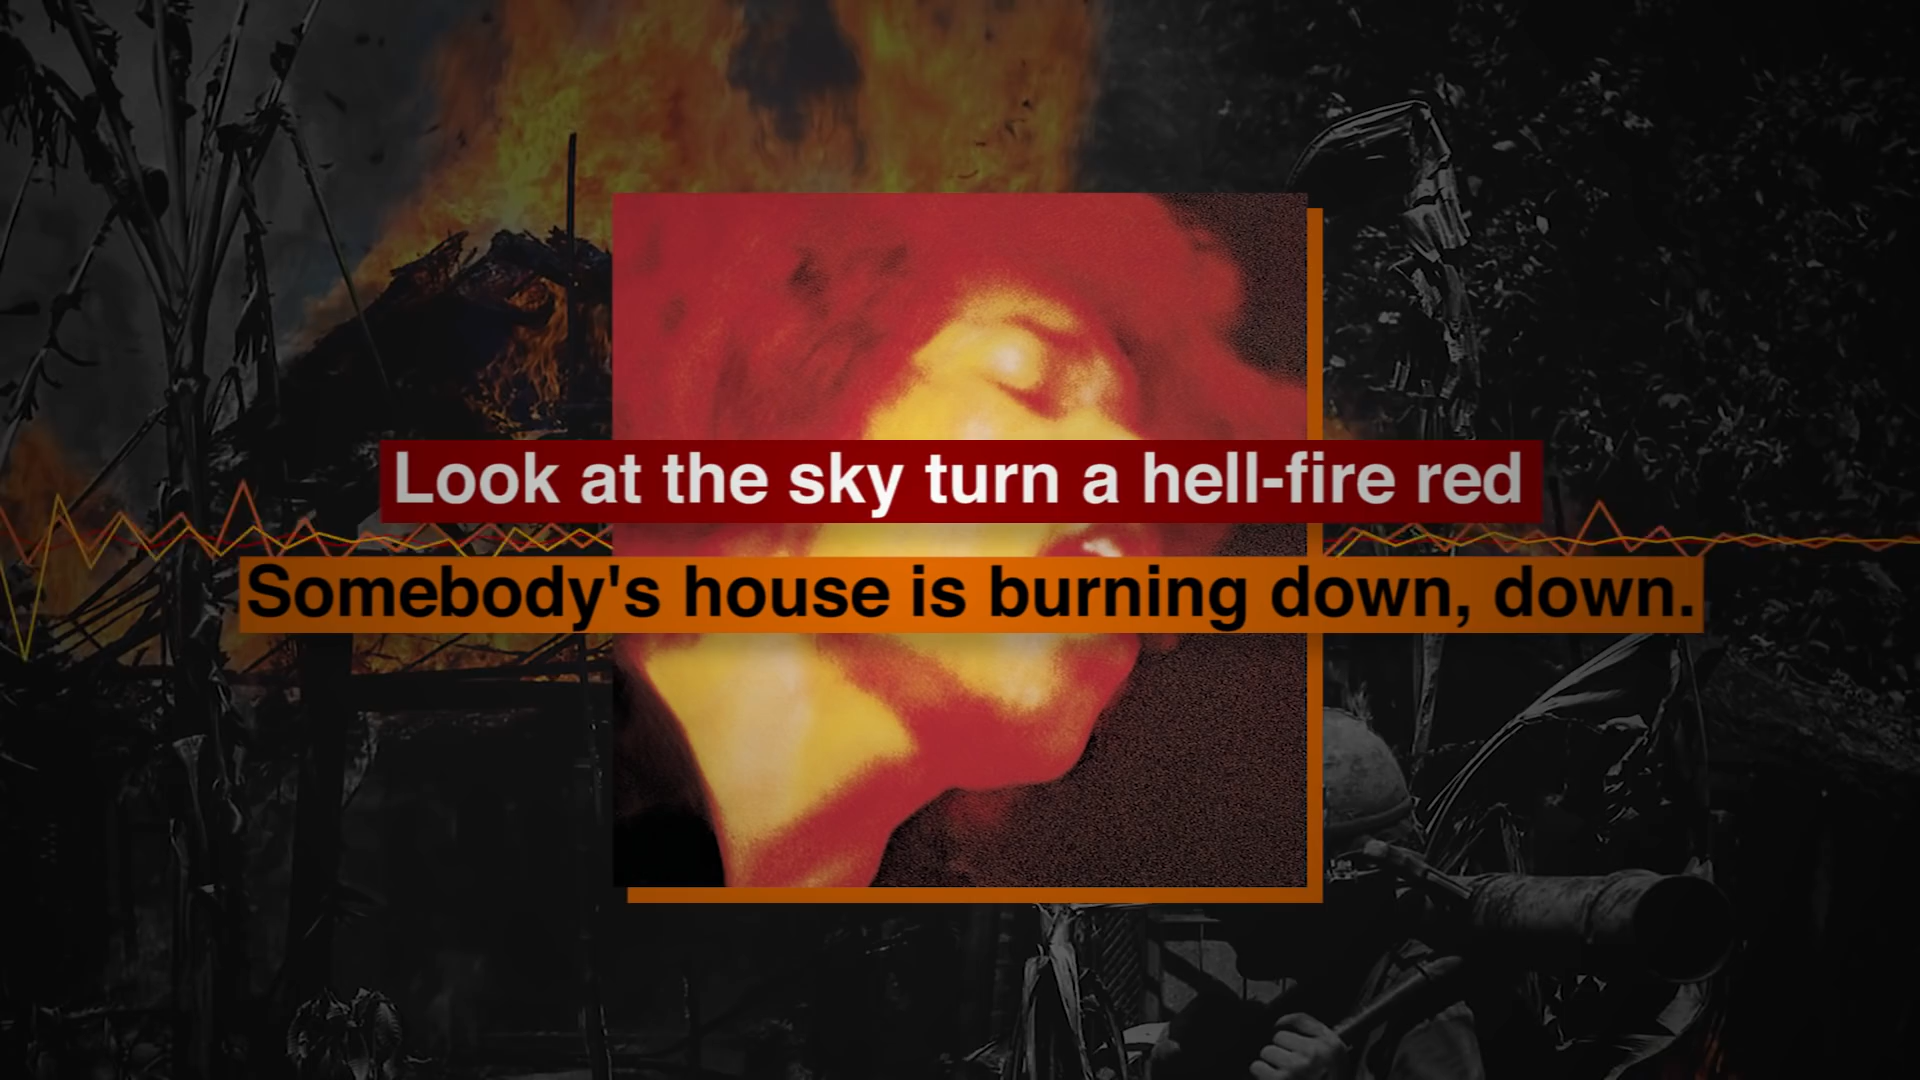 Look at the sky turn a hell-fire red
Somebody's house is burning down, down.